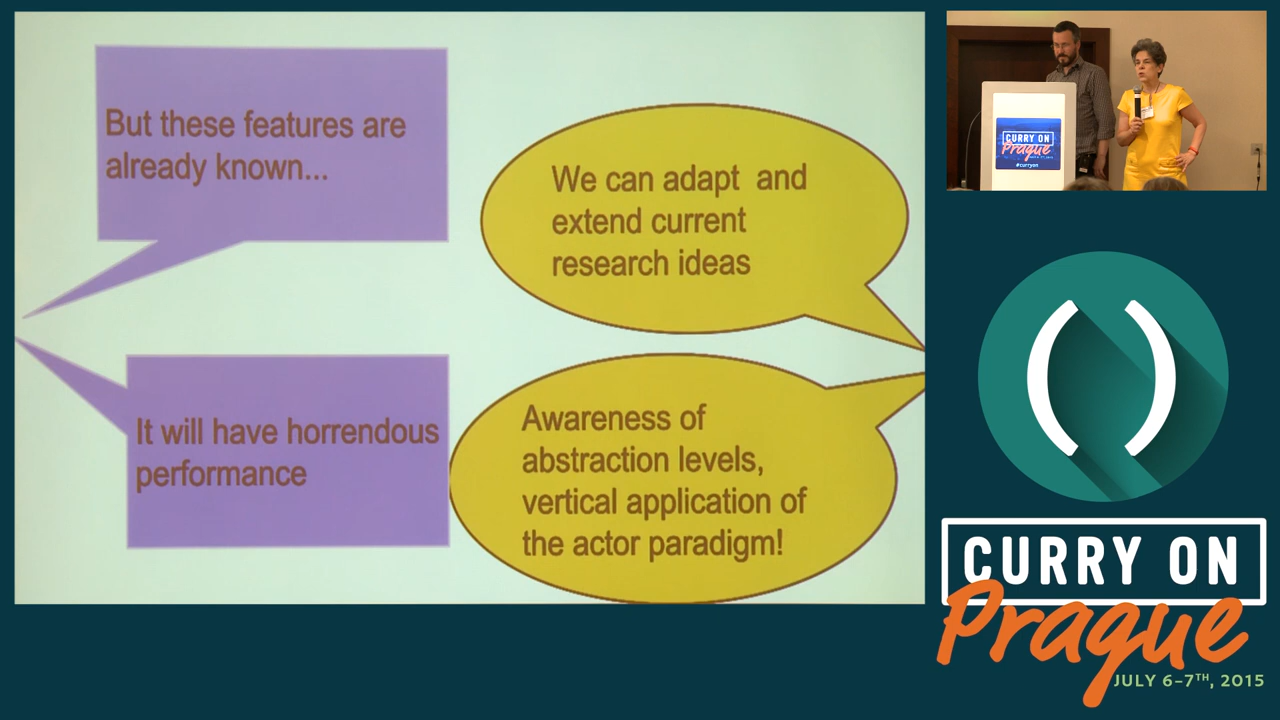 But these features are
already known...
We can adapt and
extend current
research ideas
It will have horrendous
performance
Awareness of
abstraction levels,
vertical application of
the actor paradigm!
CURRY ON
Prague
#curryon
()
CURRY ON
Prague
JULY 6-7TH, 2015